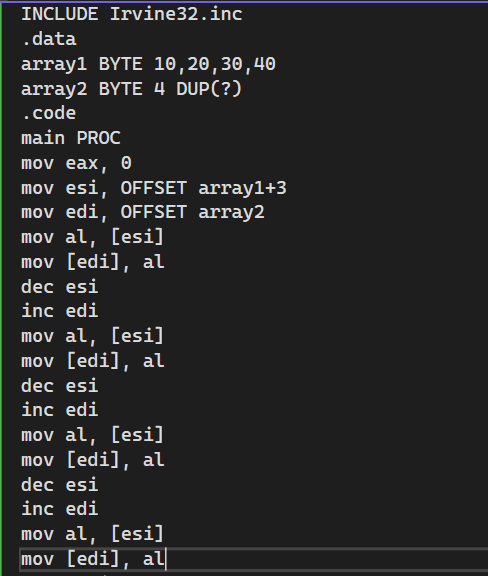 INCLUDE Irvine32.inc
.data
array1 BYTE 10,20,30,40
array2 BYTE 4 DUP(?)
.code
main PROC
mov eax, 0
mov esi, OFFSET array1+3
mov edi, OFFSET array2
mov al, [esi]
mov [edi], al
dec esi
inc edi
mov al, [esi]
mov [edi], al
dec esi
inc edi
mov al, [esi]
mov [edi], al
dec esi
inc edi
mov al, [esi]
mov [edi], al